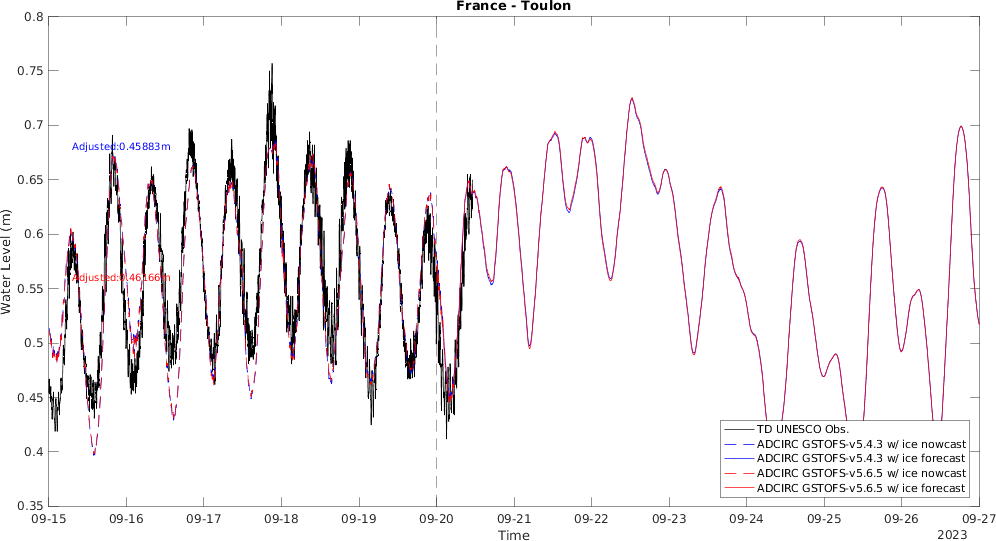 France - Toulon
0.8
0.75
0.7
0.65
0.6
0.55
0.5
0.45
0.4
0.35
Water Level (m)
Adjusted:0.45883m
Adjusted:0.46166m
TD UNESCO Obs.
ADCIRC GSTOFS-v5.4.3 w/ ice nowcast
ADCIRC GSTOFS-v5.4.3 w/ ice forecast
ADCIRC GSTOFS-v5.6.5 w/ ice nowcast
ADCIRC GSTOFS-v5.6.5 w/ ice forecast
09-15 09-16 09-17 09-18 09-19 09-20 09-21 09-22 09-23 09-24 09-25 09-26 09-27
Time
2023